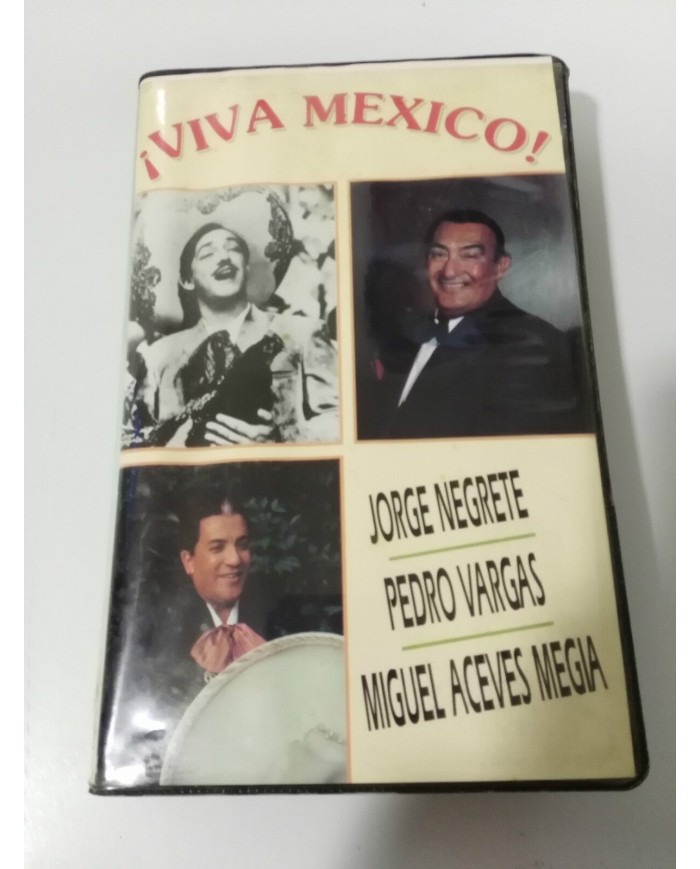 ¡VIVA MEXICO!
JORGE NEGRETE
PEDRO VARGAS
MIGUEL ACEVES MEGIA